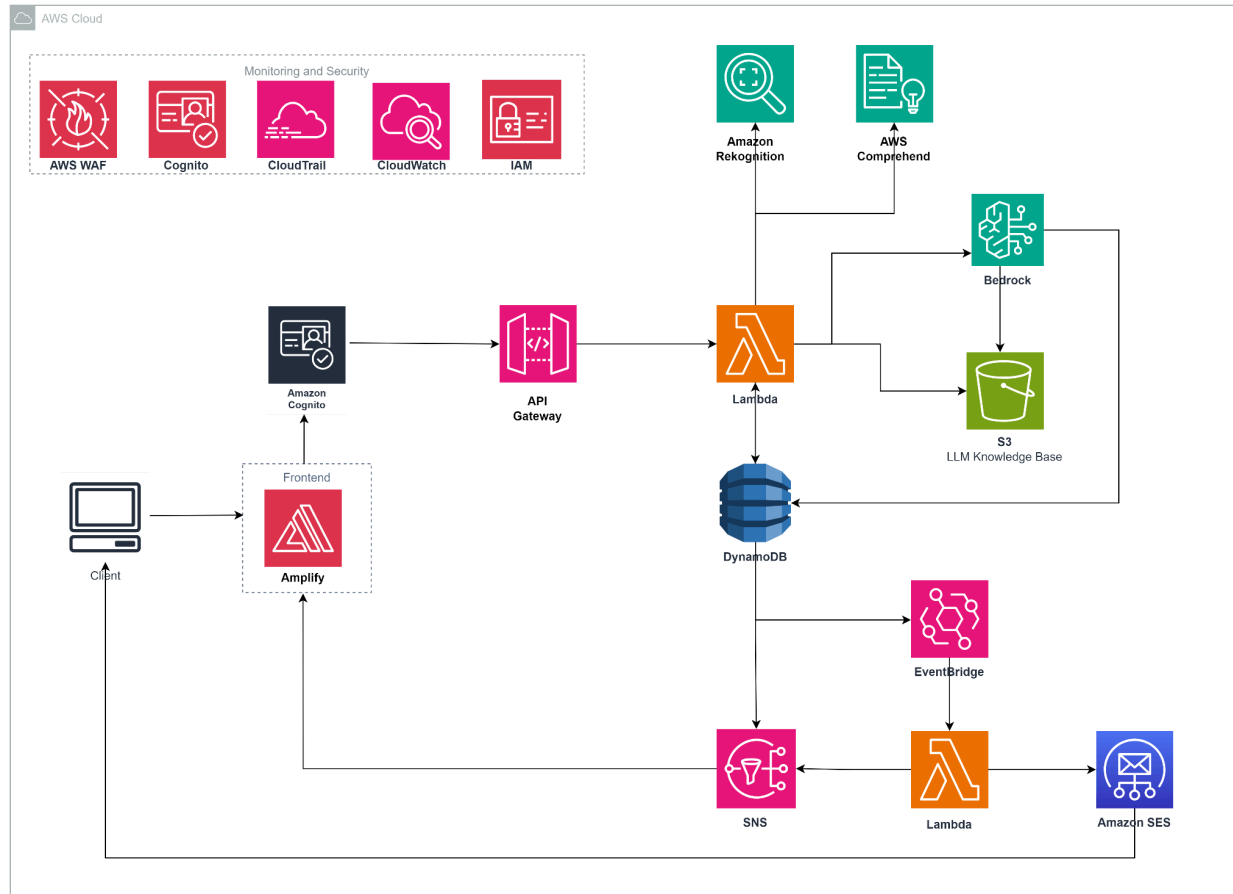 AWS Cloud
Monitoring and Security
AWS WAF
Cognito
CloudTrail
CloudWatch
IAM
Amazon
Rekognition
AWS
Comprehend
Bedrock
Amazon
Cognito
API
Gateway
Lambda
S3
LLM Knowledge Base
Frontend
Amplify
Client
DynamoDB
EventBridge
SNS
Lambda
Amazon SES